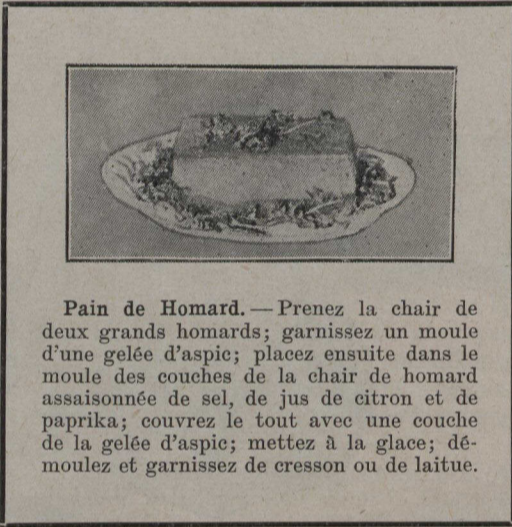 Pain de Homard. — Prenez la chair de
deux grands homards; garnissez un moule
d'une gelée d'aspic; placez ensuite dans le
moule des couches de la chair de homard
assaisonnée de sel, de jus de citron et de
paprika; couvrez le tout avec une couche
de la gelée d'aspic; mettez à la glace; dé-
moulez et garnissez de cresson ou de laitue.